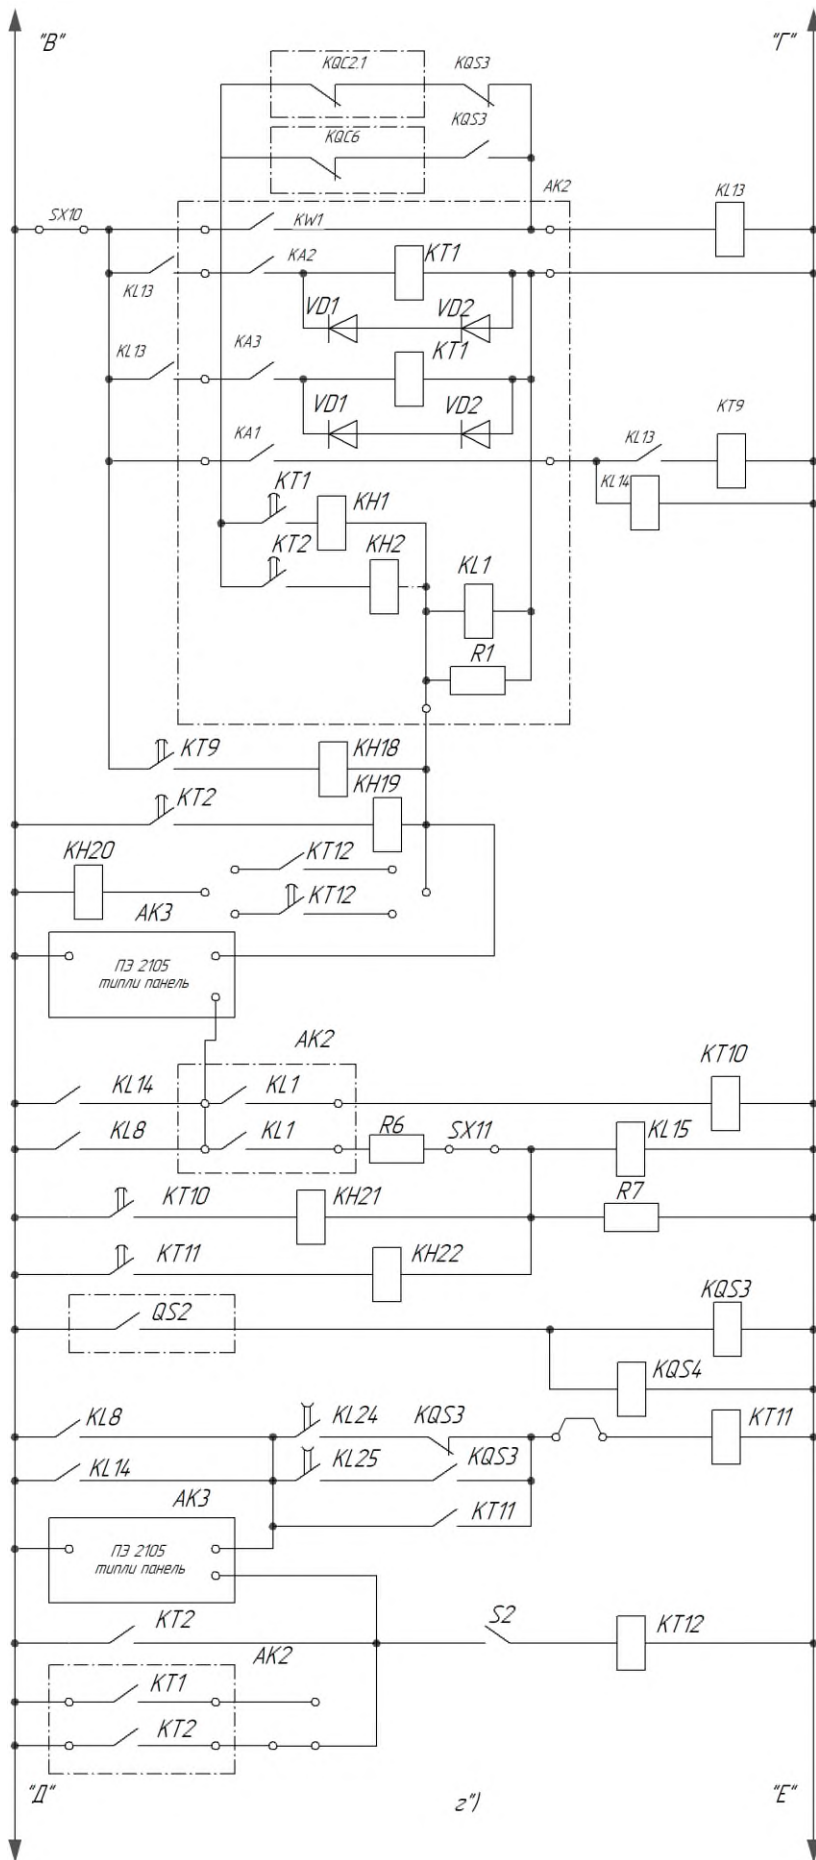 "В" "Г"
KQC2.1 KQS3
KQC6 KQS3
AK2 KL13
SX10 KW1
KL13 KA2 KT1
VD1 VD2
KL13 KA3 KT1
VD1 VD2
KA1 KL13 KT9
KL14
KT1 KH1
KT2 KH2 KL1
R1
KT9 KH18
KT2 KH19
KH20 KT12
KT12
AK3
ПЭ 2105
типли панель
AK2 KT10
KL14 KL1
KL8 KL1 R6 SX11 KL15
KT10 KH21 R7
KT11 KH22
QS2 KQS3
KQS4
KL8 KL24 KQS3 KT11
KL14 KL25 KQS3
AK3 KT11
ПЭ 2105
типли панель
KT2 S2 KT12
AK2
KT1
KT2
"Д" г") "Е"